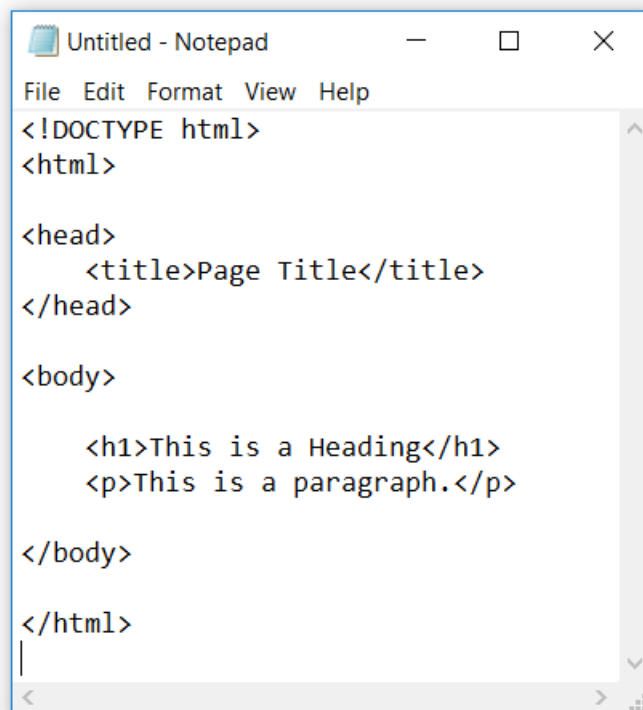 Untitled - Notepad
File Edit Format View Help
<!DOCTYPE html>
<html>
<head>
    <title>Page Title</title>
</head>
<body>
    <h1>This is a Heading</h1>
    <p>This is a paragraph.</p>
</body>
</html>